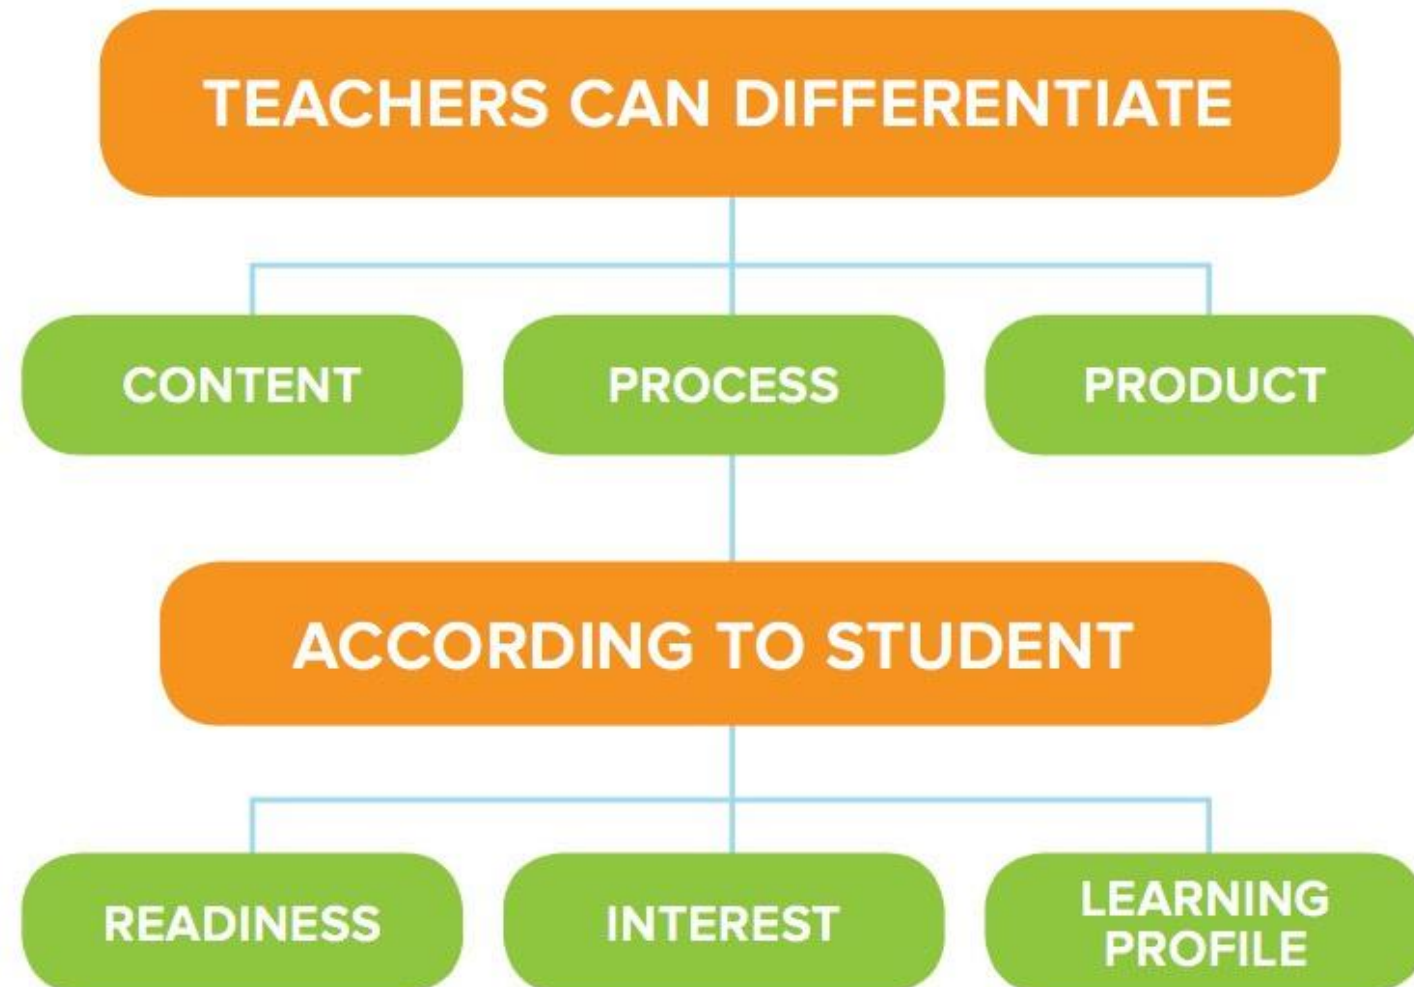 TEACHERS CAN DIFFERENTIATE
CONTENT
PROCESS
PRODUCT
ACCORDING TO STUDENT
READINESS
INTEREST
LEARNING
PROFILE